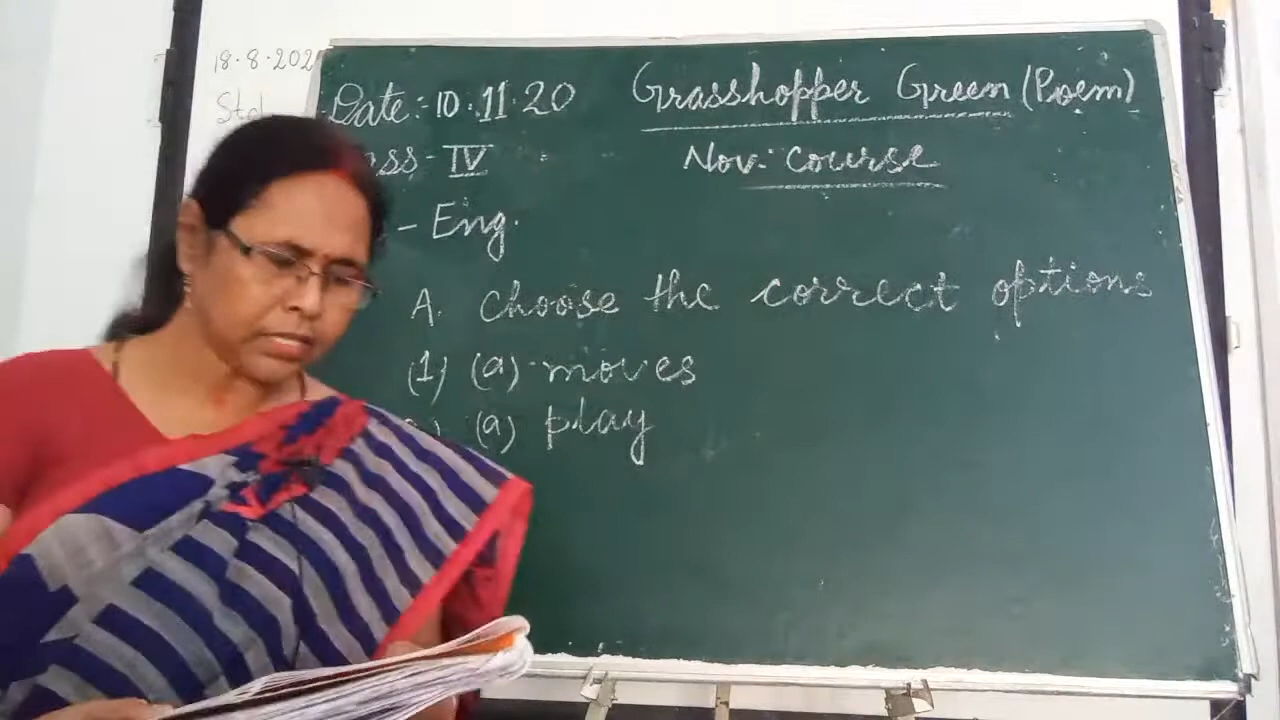 18.8.202
Std
Date:- 10.11.20
Grasshopper Green (Poem)
ass - IV
Nov. course
- Eng.
A. Choose the correct options
(1) (a) moves
(a) play